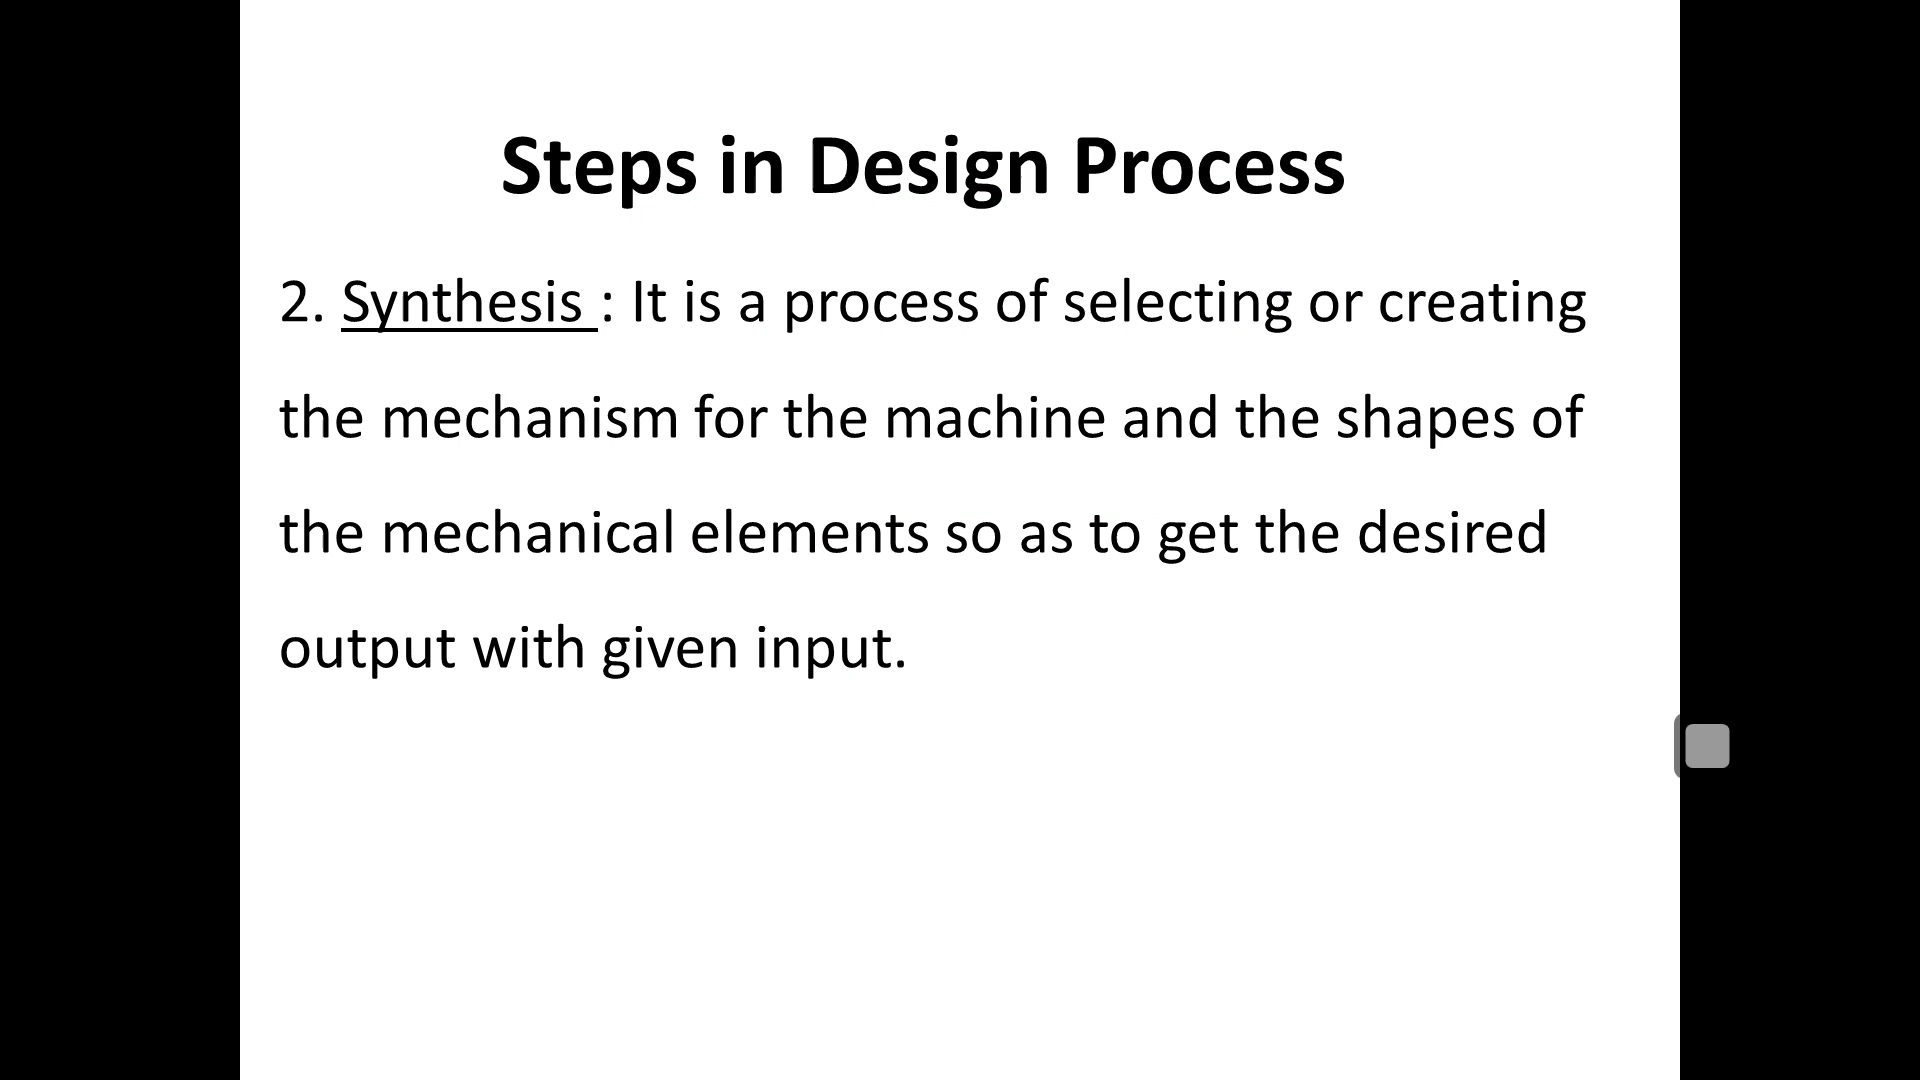 Steps in Design Process
2. Synthesis : It is a process of selecting or creating
the mechanism for the machine and the shapes of
the mechanical elements so as to get the desired
output with given input.